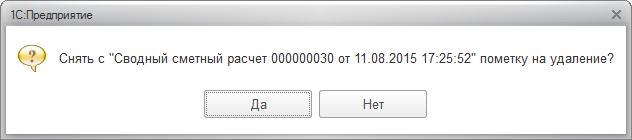 1С:Предприятие
Снять с "Сводный сметный расчет 000000030 от 11.08.2015 17:25:52" пометку на удаление?
Да Нет